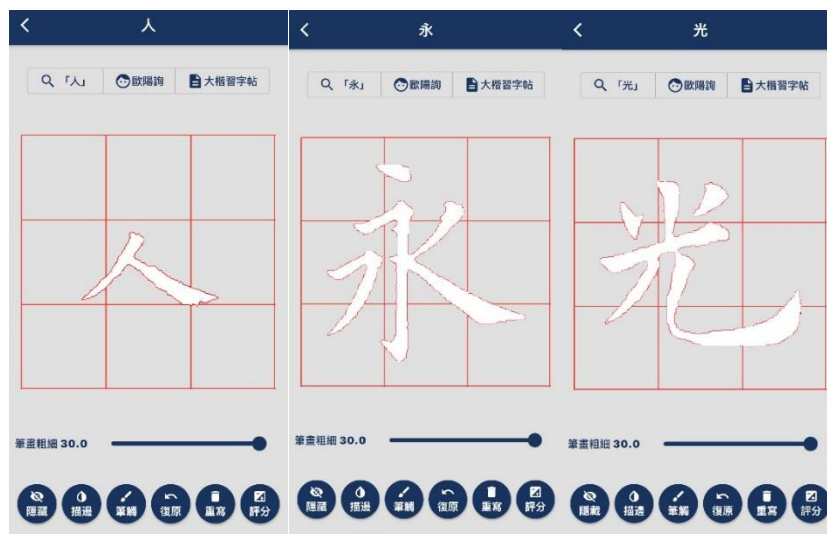 人
「人」 歐陽詢 大楷習字帖
人
筆畫粗細 30.0
隱藏 描邊 筆觸 復原 重寫 評分
永
「永」 歐陽詢 大楷習字帖
永
筆畫粗細 30.0
隱藏 描邊 筆觸 復原 重寫 評分
光
「光」 歐陽詢 大楷習字帖
光
筆畫粗細 30.0
隱藏 描邊 筆觸 復原 重寫 評分